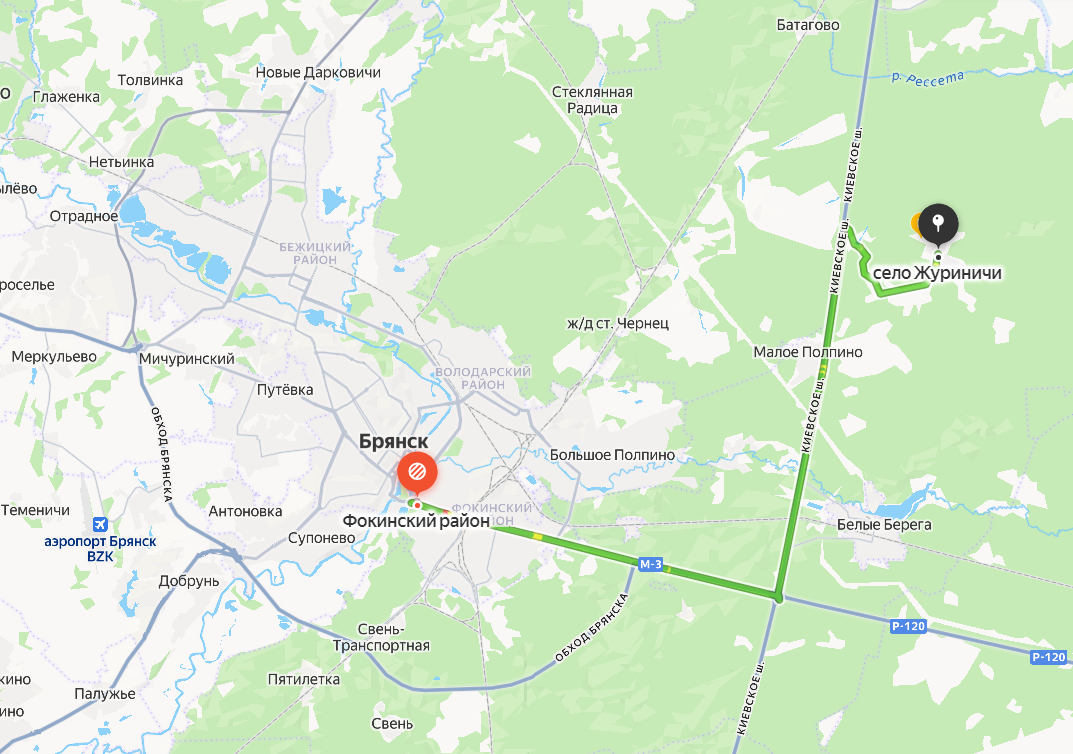 Батагово
р. Рессета
Новые Дарковичи
Толвинка
Глаженка
Стеклянная
Радица
Нетьинка
КИЕВСКОЕ Ш.
Отрадное
БЕЖИЦКИЙ
РАЙОН
КИЕВСКОЕ Ш.
село Журиничи
ж/д ст. Чернец
Меркульево
Мичуринский
Малое Полпино
ВОЛОДАРСКИЙ
РАЙОН
Путёвка
КИЕВСКОЕ Ш.
ОБХОД БРЯНСКА
Брянск
Большое Полпино
Теменичи
Антоновка
ФОКИНСКИЙ
Фокинский район
Белые Берега
аэропорт Брянск
BZK
Супонево
М-3
Добрунь
ОБХОД БРЯНСКА
Р-120
Свень-
Транспортная
Р-120
Пятилетка
Палужье
КИЕВСКОЕ Ш.
Свень